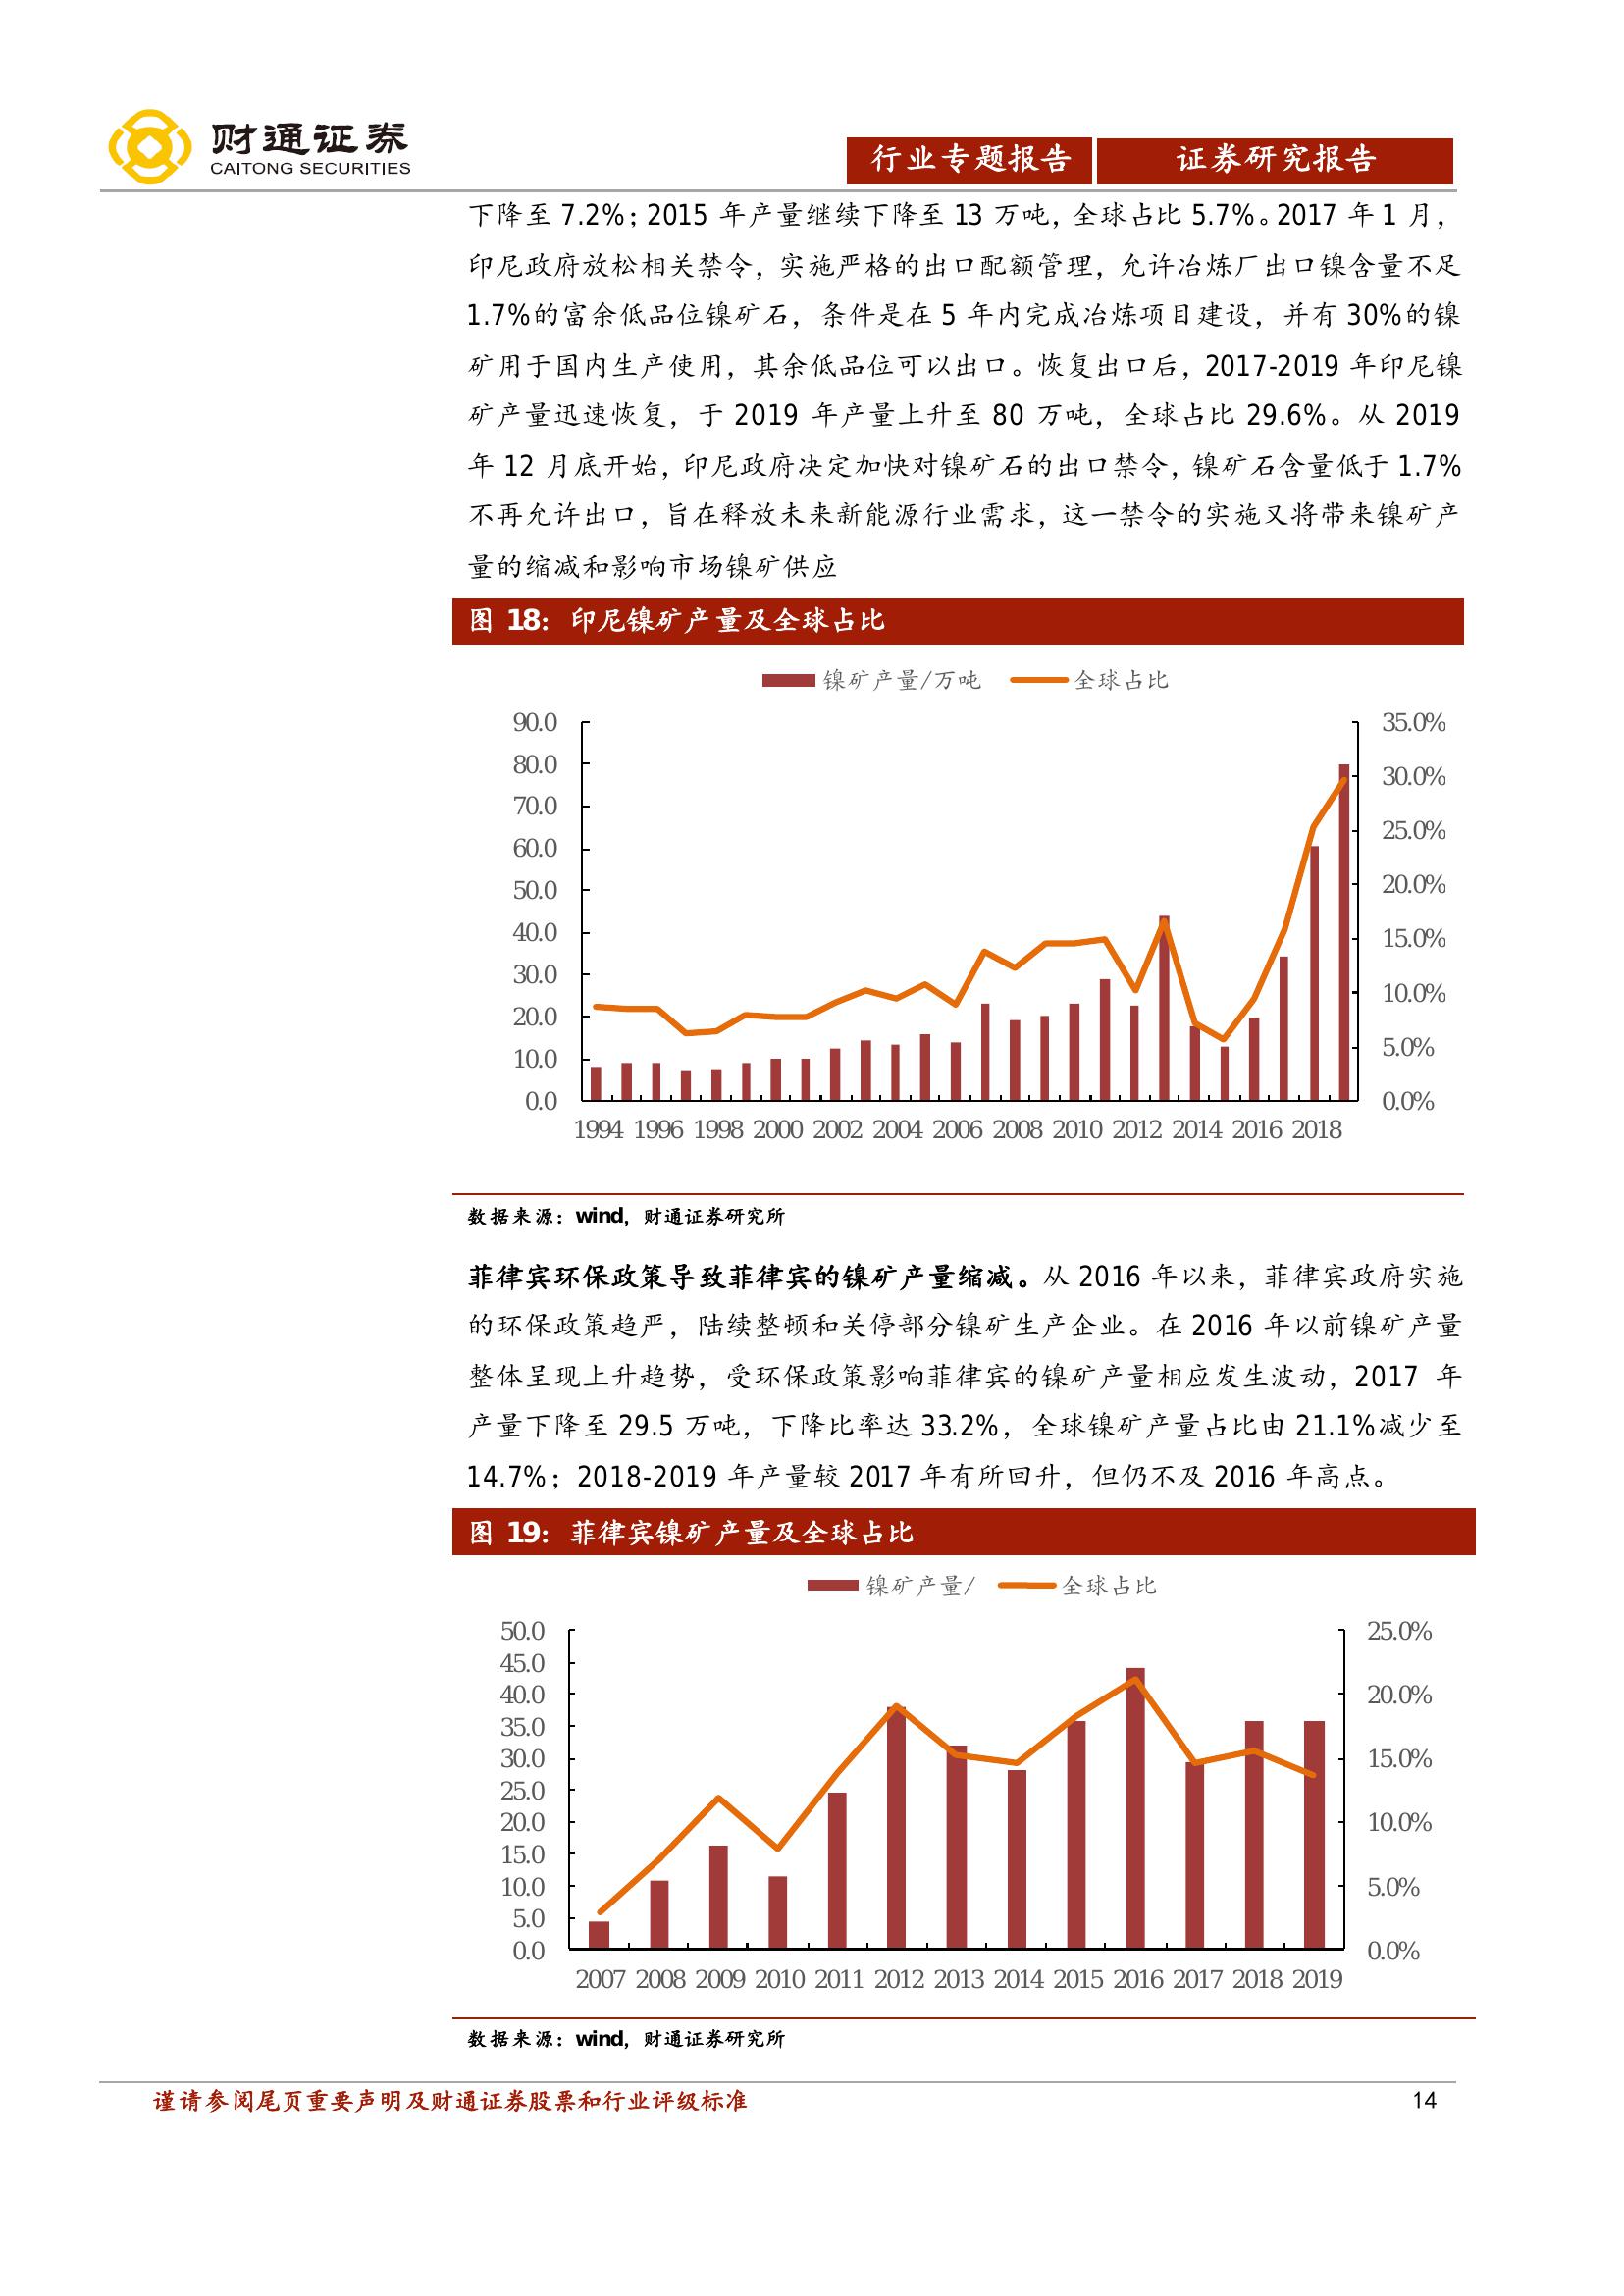 财通证券
CAITONG SECURITIES
行业专题报告 证券研究报告
下降至 7.2%；2015 年产量继续下降至 13 万吨，全球占比 5.7%。2017 年 1 月，
印尼政府放松相关禁令，实施严格的出口配额管理，允许冶炼厂出口镍含量不足
1.7%的富余低品位镍矿石，条件是在 5 年内完成冶炼项目建设，并有 30%的镍
矿用于国内生产使用，其余低品位可以出口。恢复出口后，2017-2019 年印尼镍
矿产量迅速恢复，于 2019 年产量上升至 80 万吨，全球占比 29.6%。从 2019
年 12 月底开始，印尼政府决定加快对镍矿石的出口禁令，镍矿石含量低于 1.7%
不再允许出口，旨在释放未来新能源行业需求，这一禁令的实施又将带来镍矿产
量的缩减和影响市场镍矿供应
图 18：印尼镍矿产量及全球占比
镍矿产量/万吨 全球占比
90.0 35.0%
80.0 30.0%
70.0 25.0%
60.0 20.0%
50.0 15.0%
40.0 10.0%
30.0 5.0%
20.0 0.0%
10.0
0.0
1994 1996 1998 2000 2002 2004 2006 2008 2010 2012 2014 2016 2018
数据来源：wind，财通证券研究所
菲律宾环保政策导致菲律宾的镍矿产量缩减。从 2016 年以来，菲律宾政府实施
的环保政策趋严，陆续整顿和关停部分镍矿生产企业。在 2016 年以前镍矿产量
整体呈现上升趋势，受环保政策影响菲律宾的镍矿产量相应发生波动，2017 年
产量下降至 29.5 万吨，下降比率达 33.2%，全球镍矿产量占比由 21.1%减少至
14.7%；2018-2019 年产量较 2017 年有所回升，但仍不及 2016 年高点。
图 19：菲律宾镍矿产量及全球占比
镍矿产量/ 全球占比
50.0 25.0%
45.0
40.0 20.0%
35.0
30.0 15.0%
25.0
20.0 10.0%
15.0
10.0 5.0%
5.0
0.0 0.0%
2007 2008 2009 2010 2011 2012 2013 2014 2015 2016 2017 2018 2019
数据来源：wind，财通证券研究所
谨请参阅尾页重要声明及财通证券股票和行业评级标准 14